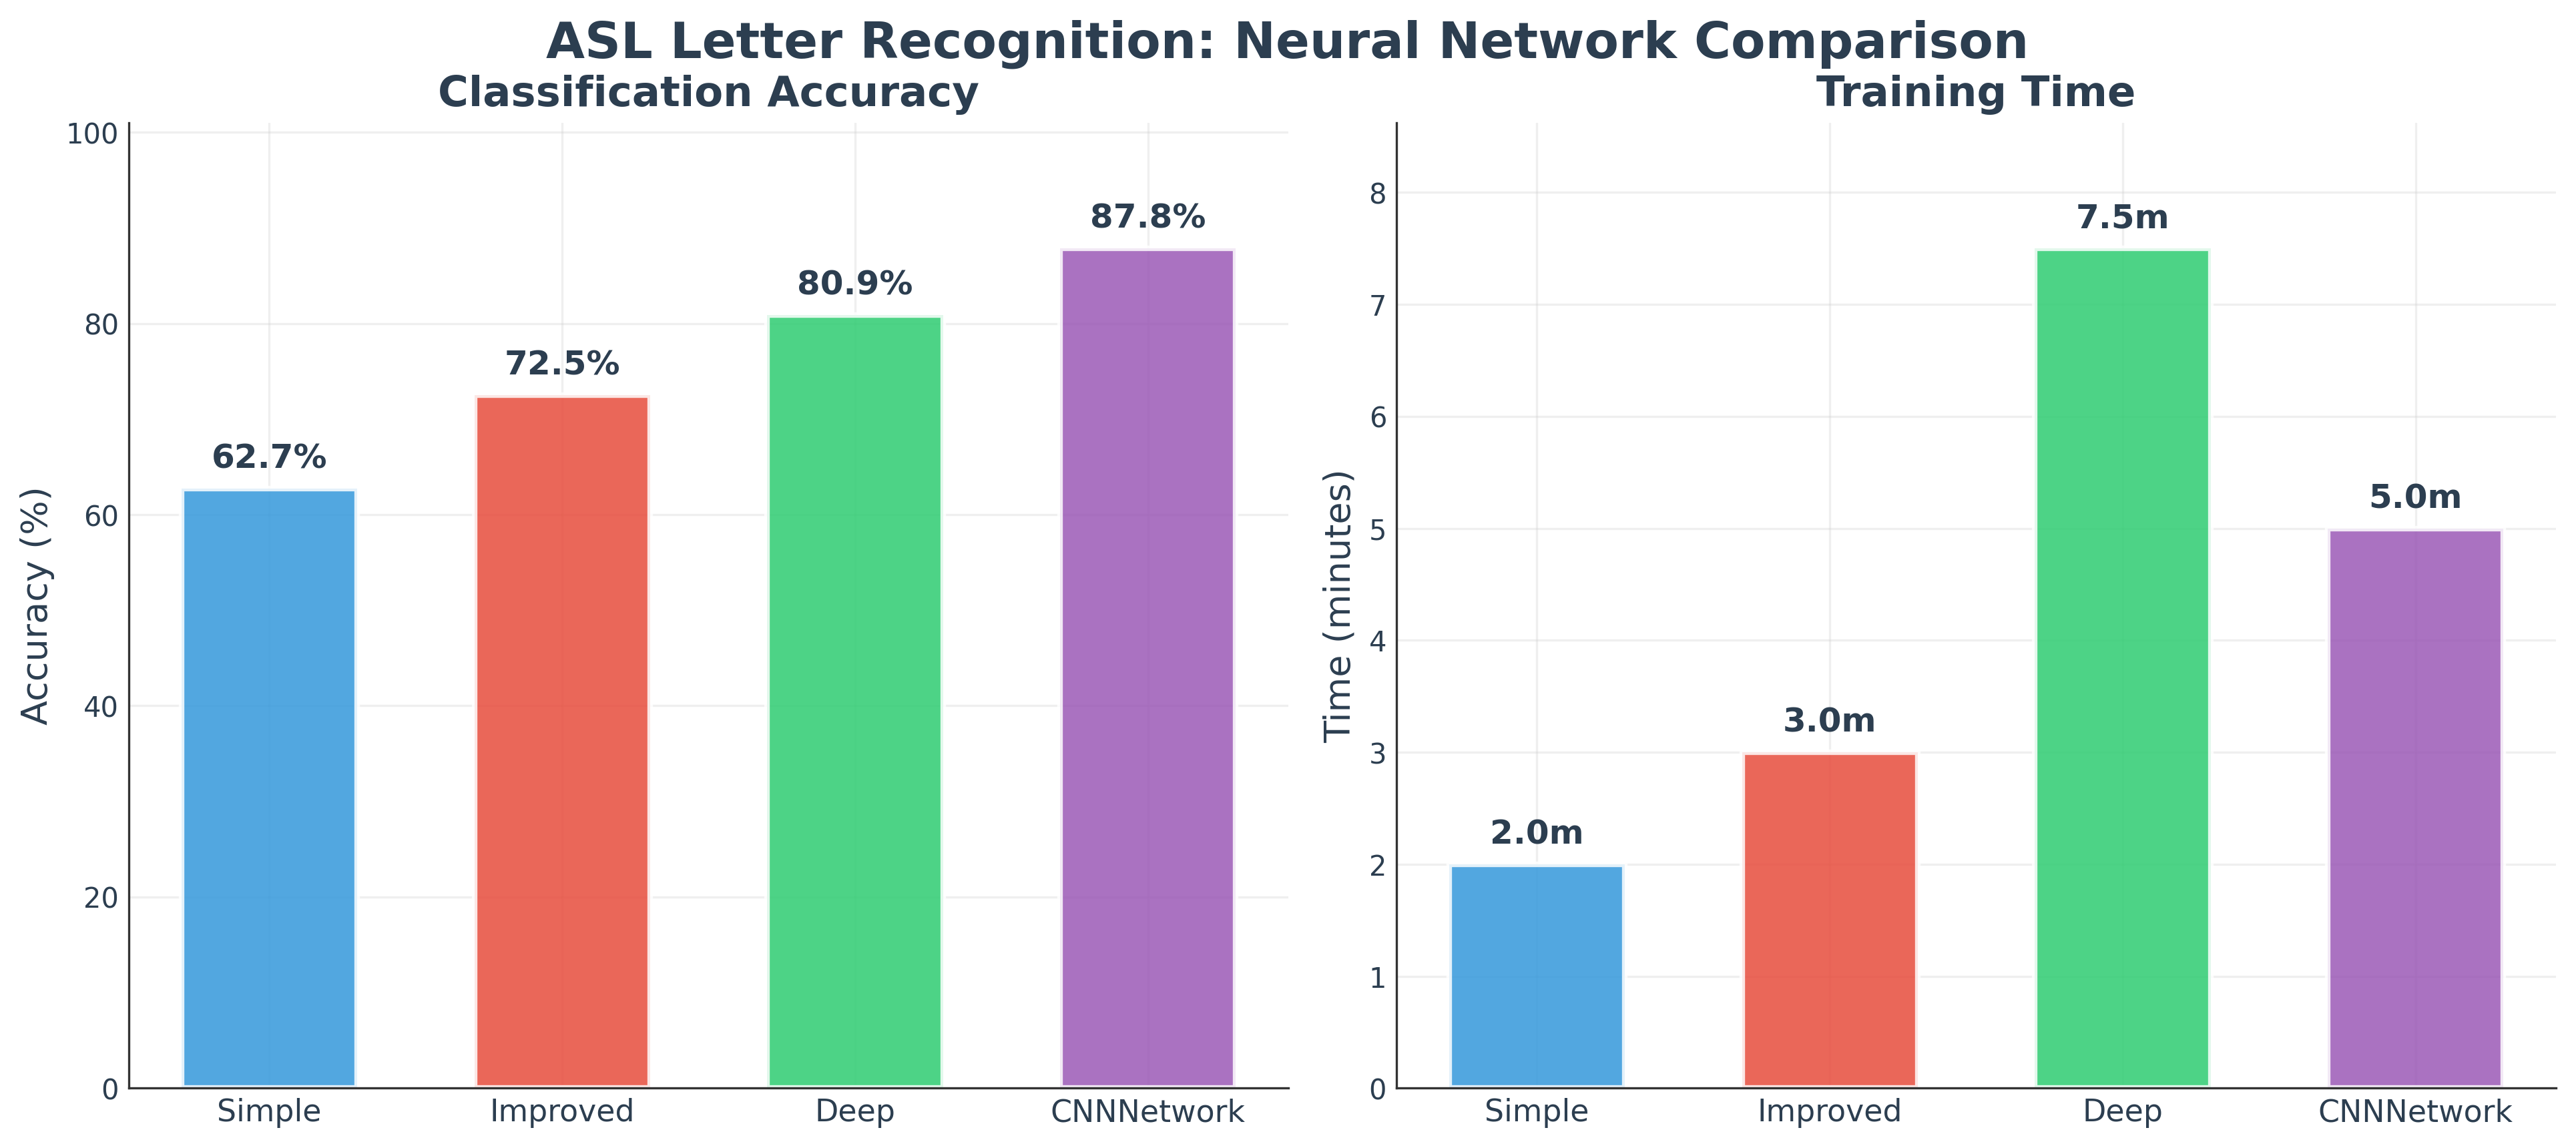 ASL Letter Recognition: Neural Network Comparison
Classification Accuracy
Accuracy (%)
100
80
60
40
20
0
62.7%
72.5%
80.9%
87.8%
Simple
Improved
Deep
CNNNetwork
Training Time
Time (minutes)
8
7
6
5
4
3
2
1
0
2.0m
3.0m
7.5m
5.0m
Simple
Improved
Deep
CNNNetwork